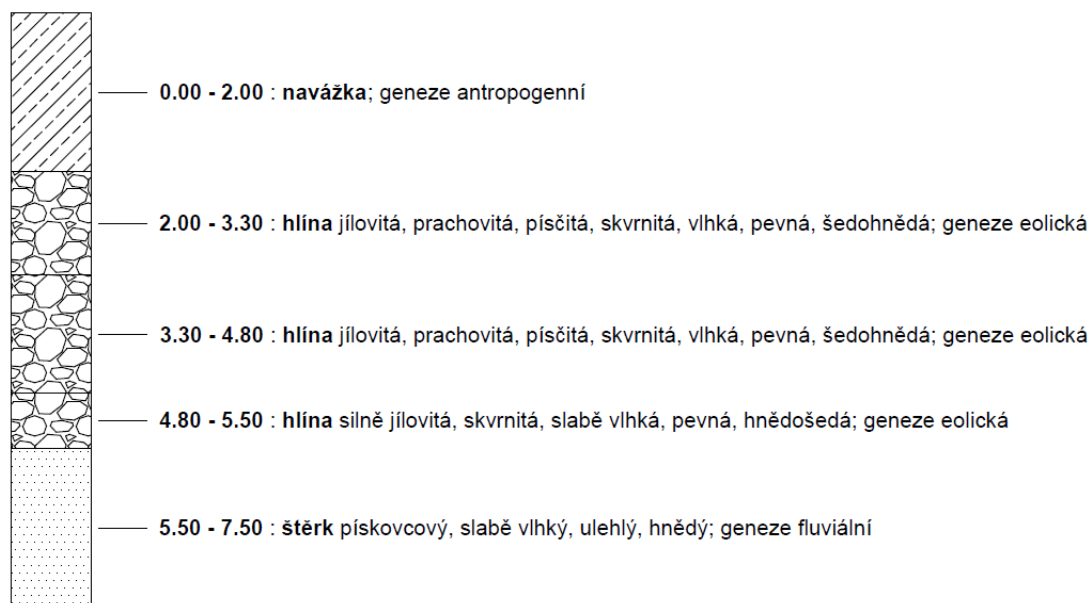 0.00 - 2.00 : navážka; geneze antropogenní
2.00 - 3.30 : hlína jílovitá, prachovitá, písčitá, skvrnitá, vlhká, pevná, šedohnědá; geneze eolická
3.30 - 4.80 : hlína jílovitá, prachovitá, písčitá, skvrnitá, vlhká, pevná, šedohnědá; geneze eolická
4.80 - 5.50 : hlína silně jílovitá, skvrnitá, slabě vlhká, pevná, hnědošedá; geneze eolická
5.50 - 7.50 : štěrk pískovcový, slabě vlhký, ulehlý, hnědý; geneze fluviální